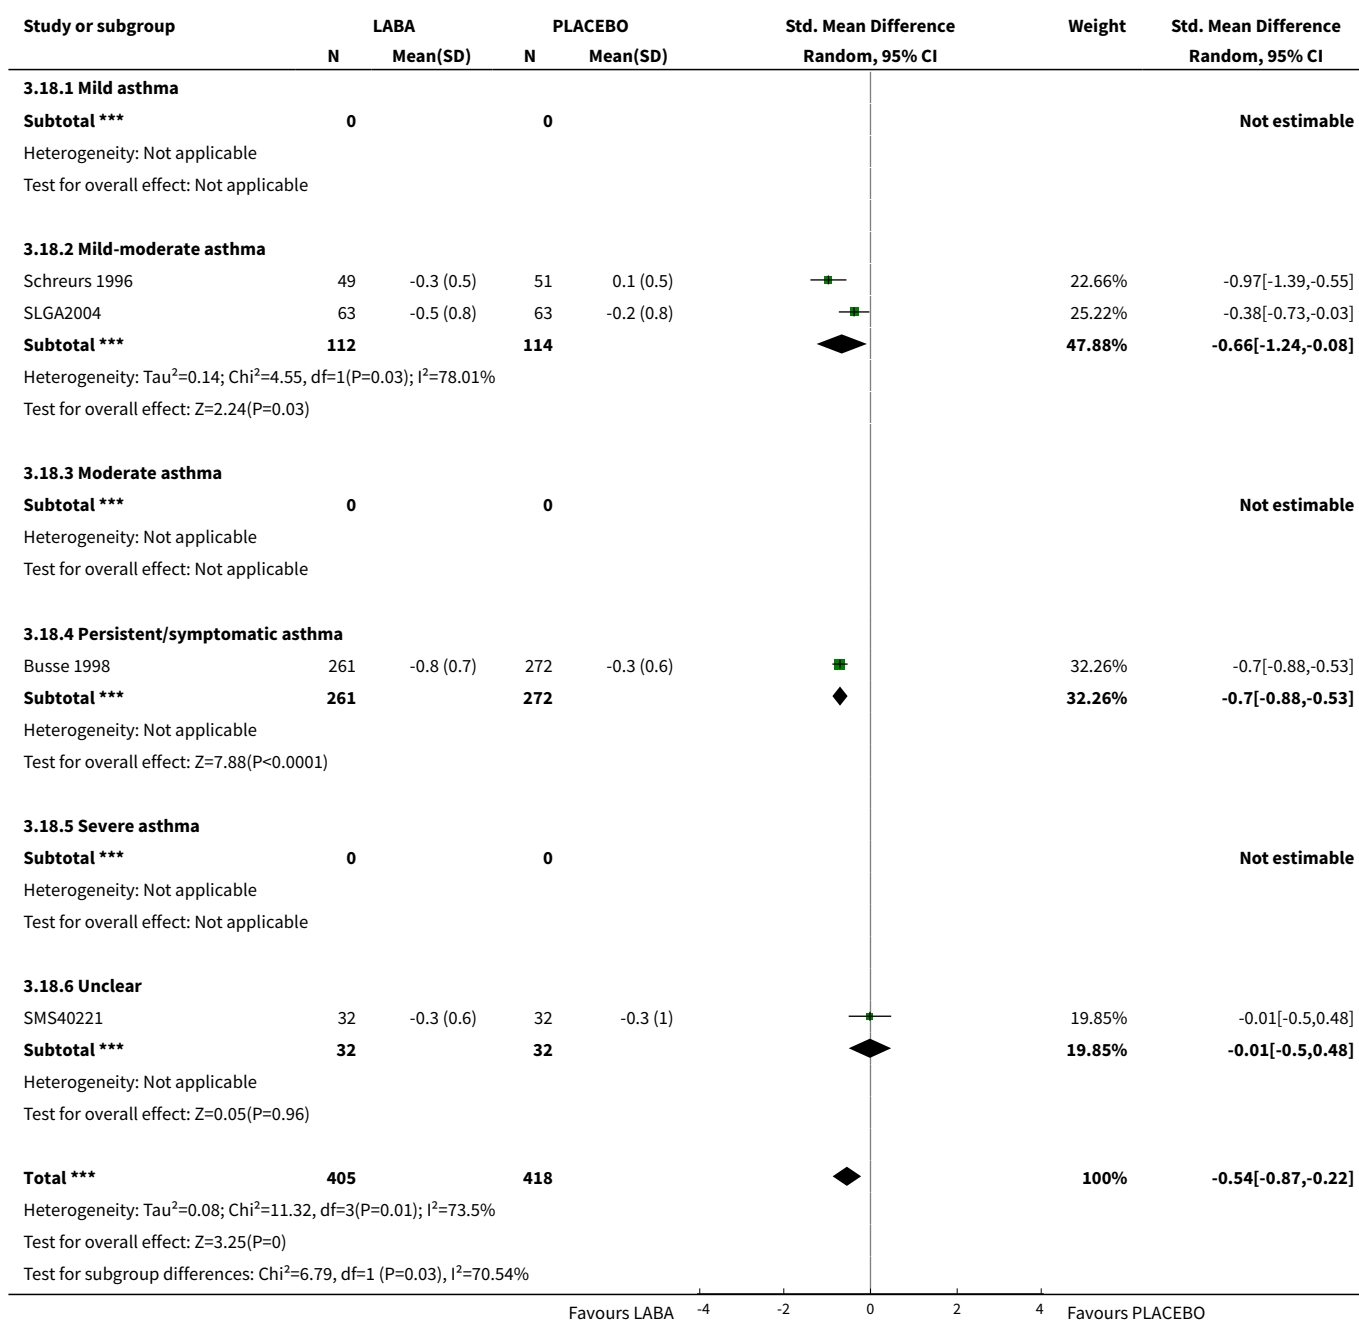 Study or subgroup LABA PLACEBO Std. Mean Difference Weight Std. Mean Difference
N Mean(SD) N Mean(SD) Random, 95% CI Random, 95% CI
3.18.1 Mild asthma
Subtotal *** 0 0 Not estimable
Heterogeneity: Not applicable
Test for overall effect: Not applicable
3.18.2 Mild-moderate asthma
Schreurs 1996 49 -0.3 (0.5) 51 0.1 (0.5) 22.66% -0.97[-1.39,-0.55]
SLGA2004 63 -0.5 (0.8) 63 -0.2 (0.8) 25.22% -0.38[-0.73,-0.03]
Subtotal *** 112 114 47.88% -0.66[-1.24,-0.08]
Heterogeneity: Tau²=0.14; Chi²=4.55, df=1(P=0.03); I²=78.01%
Test for overall effect: Z=2.24(P=0.03)
3.18.3 Moderate asthma
Subtotal *** 0 0 Not estimable
Heterogeneity: Not applicable
Test for overall effect: Not applicable
3.18.4 Persistent/symptomatic asthma
Busse 1998 261 -0.8 (0.7) 272 -0.3 (0.6) 32.26% -0.7[-0.88,-0.53]
Subtotal *** 261 272 32.26% -0.7[-0.88,-0.53]
Heterogeneity: Not applicable
Test for overall effect: Z=7.88(P<0.0001)
3.18.5 Severe asthma
Subtotal *** 0 0 Not estimable
Heterogeneity: Not applicable
Test for overall effect: Not applicable
3.18.6 Unclear
SMS40221 32 -0.3 (0.6) 32 -0.3 (1) 19.85% -0.01[-0.5,0.48]
Subtotal *** 32 32 19.85% -0.01[-0.5,0.48]
Heterogeneity: Not applicable
Test for overall effect: Z=0.05(P=0.96)
Total *** 405 418 100% -0.54[-0.87,-0.22]
Heterogeneity: Tau²=0.08; Chi²=11.32, df=3(P=0.01); I²=73.5%
Test for overall effect: Z=3.25(P=0)
Test for subgroup differences: Chi²=6.79, df=1 (P=0.03), I²=70.54%
Favours LABA -4 -2 0 2 4 Favours PLACEBO